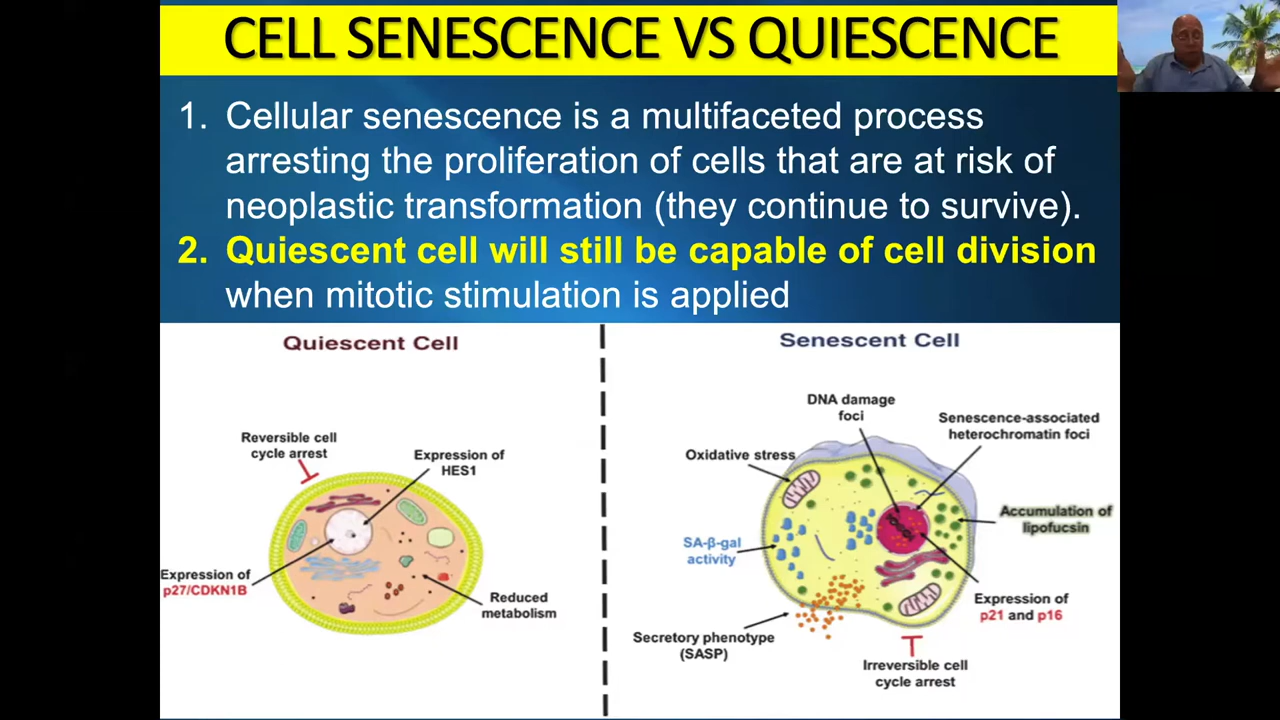 CELL SENESCENCE VS QUIESCENCE
1. Cellular senescence is a multifaceted process
arresting the proliferation of cells that are at risk of
neoplastic transformation (they continue to survive).
2. Quiescent cell will still be capable of cell division
when mitotic stimulation is applied
Quiescent Cell
Reversible cell
cycle arrest
Expression of
HES1
Expression of
p27/CDKN1B
Reduced
metabolism
Senescent Cell
DNA damage
foci
Senescence-associated
heterochromatin foci
Oxidative stress
Accumulation of
lipofucsin
SA-β-gal
activity
Expression of
p21 and p16
Secretory phenotype
(SASP)
Irreversible cell
cycle arrest